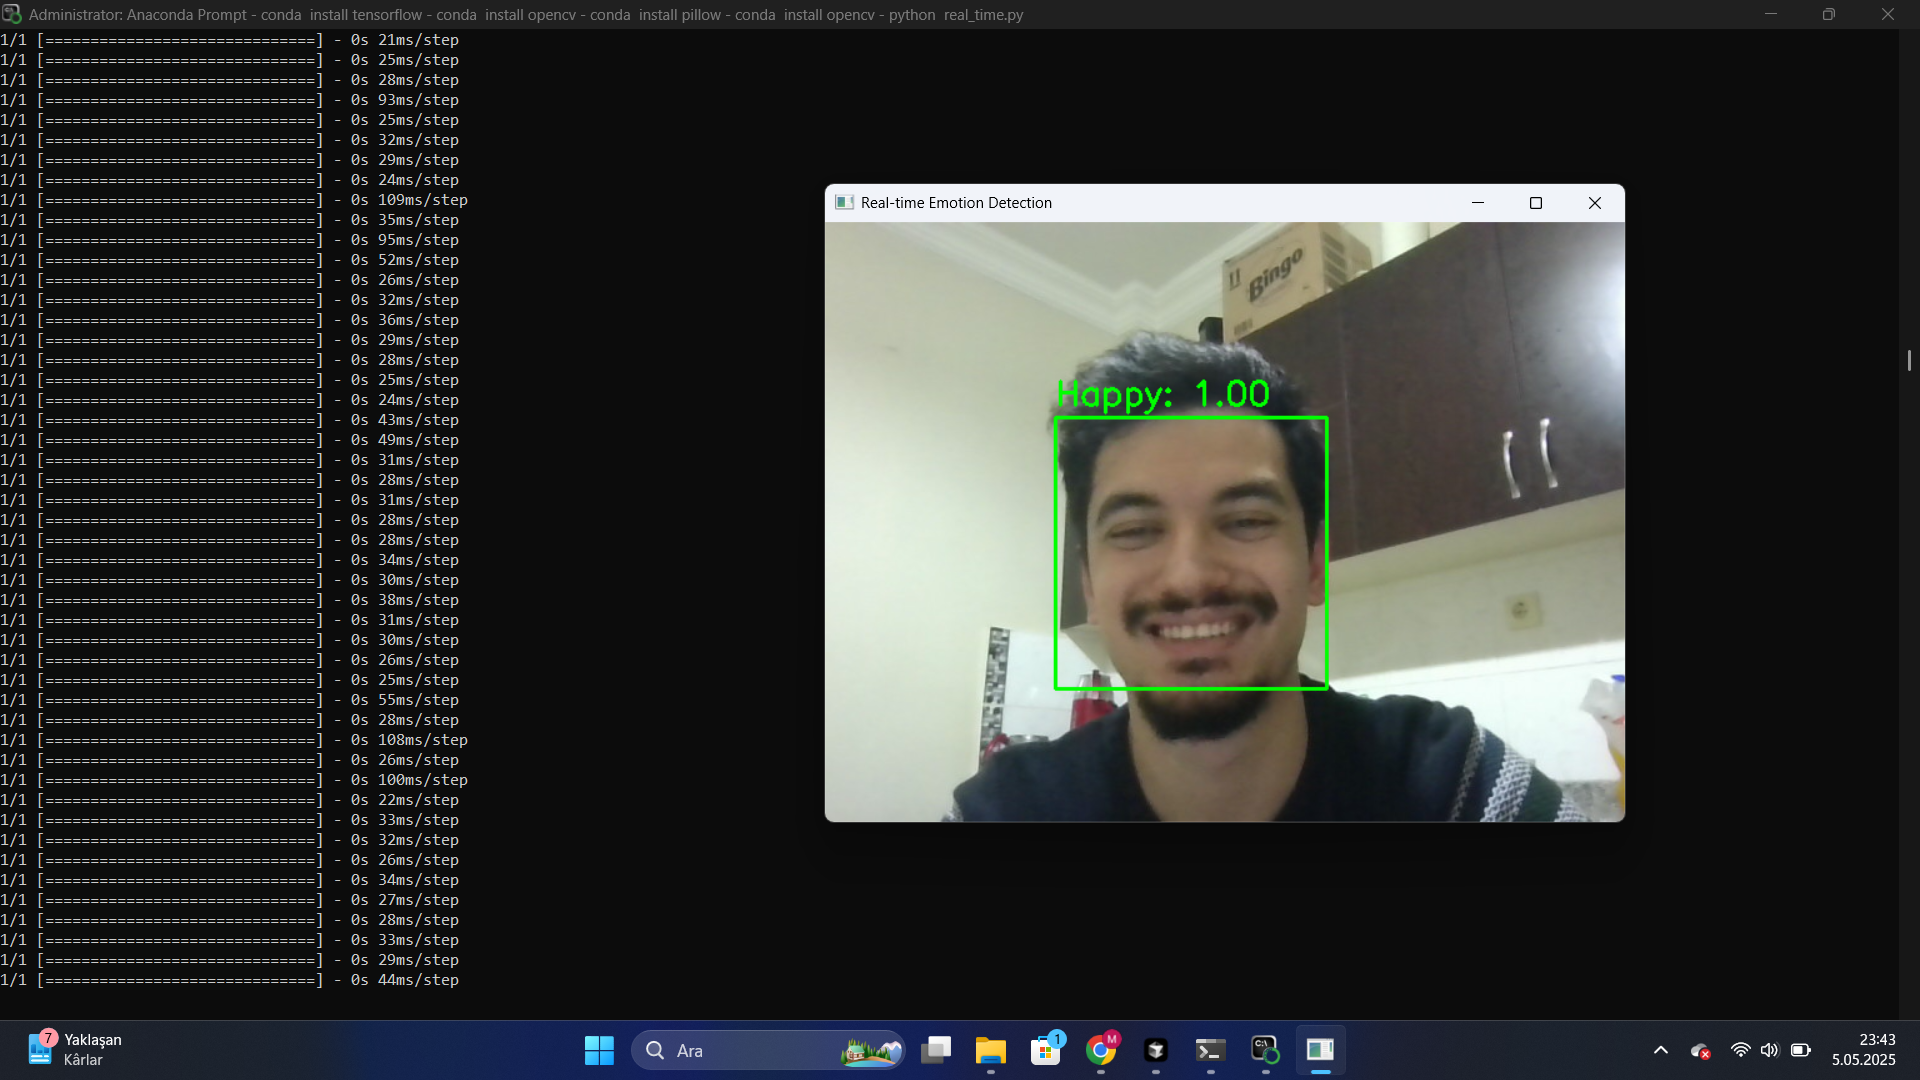 Administrator: Anaconda Prompt - conda  install tensorflow - conda  install opencv - conda  install pillow - conda  install opencv - python  real_time.py
1/1 [==============================] - 0s 21ms/step
1/1 [==============================] - 0s 25ms/step
1/1 [==============================] - 0s 28ms/step
1/1 [==============================] - 0s 93ms/step
1/1 [==============================] - 0s 25ms/step
1/1 [==============================] - 0s 32ms/step
1/1 [==============================] - 0s 29ms/step
1/1 [==============================] - 0s 24ms/step
1/1 [==============================] - 0s 109ms/step
1/1 [==============================] - 0s 35ms/step
1/1 [==============================] - 0s 95ms/step
1/1 [==============================] - 0s 52ms/step
1/1 [==============================] - 0s 26ms/step
1/1 [==============================] - 0s 32ms/step
1/1 [==============================] - 0s 36ms/step
1/1 [==============================] - 0s 29ms/step
1/1 [==============================] - 0s 28ms/step
1/1 [==============================] - 0s 25ms/step
1/1 [==============================] - 0s 24ms/step
1/1 [==============================] - 0s 43ms/step
1/1 [==============================] - 0s 49ms/step
1/1 [==============================] - 0s 31ms/step
1/1 [==============================] - 0s 28ms/step
1/1 [==============================] - 0s 31ms/step
1/1 [==============================] - 0s 28ms/step
1/1 [==============================] - 0s 28ms/step
1/1 [==============================] - 0s 34ms/step
1/1 [==============================] - 0s 30ms/step
1/1 [==============================] - 0s 38ms/step
1/1 [==============================] - 0s 31ms/step
1/1 [==============================] - 0s 30ms/step
1/1 [==============================] - 0s 26ms/step
1/1 [==============================] - 0s 25ms/step
1/1 [==============================] - 0s 55ms/step
1/1 [==============================] - 0s 28ms/step
1/1 [==============================] - 0s 108ms/step
1/1 [==============================] - 0s 26ms/step
1/1 [==============================] - 0s 100ms/step
1/1 [==============================] - 0s 22ms/step
1/1 [==============================] - 0s 33ms/step
1/1 [==============================] - 0s 32ms/step
1/1 [==============================] - 0s 26ms/step
1/1 [==============================] - 0s 34ms/step
1/1 [==============================] - 0s 27ms/step
1/1 [==============================] - 0s 28ms/step
1/1 [==============================] - 0s 33ms/step
1/1 [==============================] - 0s 29ms/step
1/1 [==============================] - 0s 44ms/step
Real-time Emotion Detection
Bingo
Happy: 1.00
7
Yaklaşan
Kârlar
Ara
1
M
C:\
23:43
5.05.2025